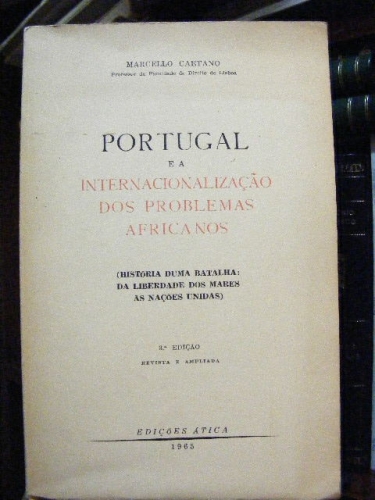 MARCELLO CAETANO
Professor da Faculdade de Direito de Lisboa
PORTUGAL
E A
INTERNACIONALIZAÇÃO
DOS PROBLEMAS
AFRICANOS
(HISTÓRIA DUMA BATALHA:
DA LIBERDADE DOS MARES
ÀS NAÇÕES UNIDAS)
3.ª EDIÇÃO
REVISTA E AMPLIADA
EDIÇÕES ÁTICA
1965